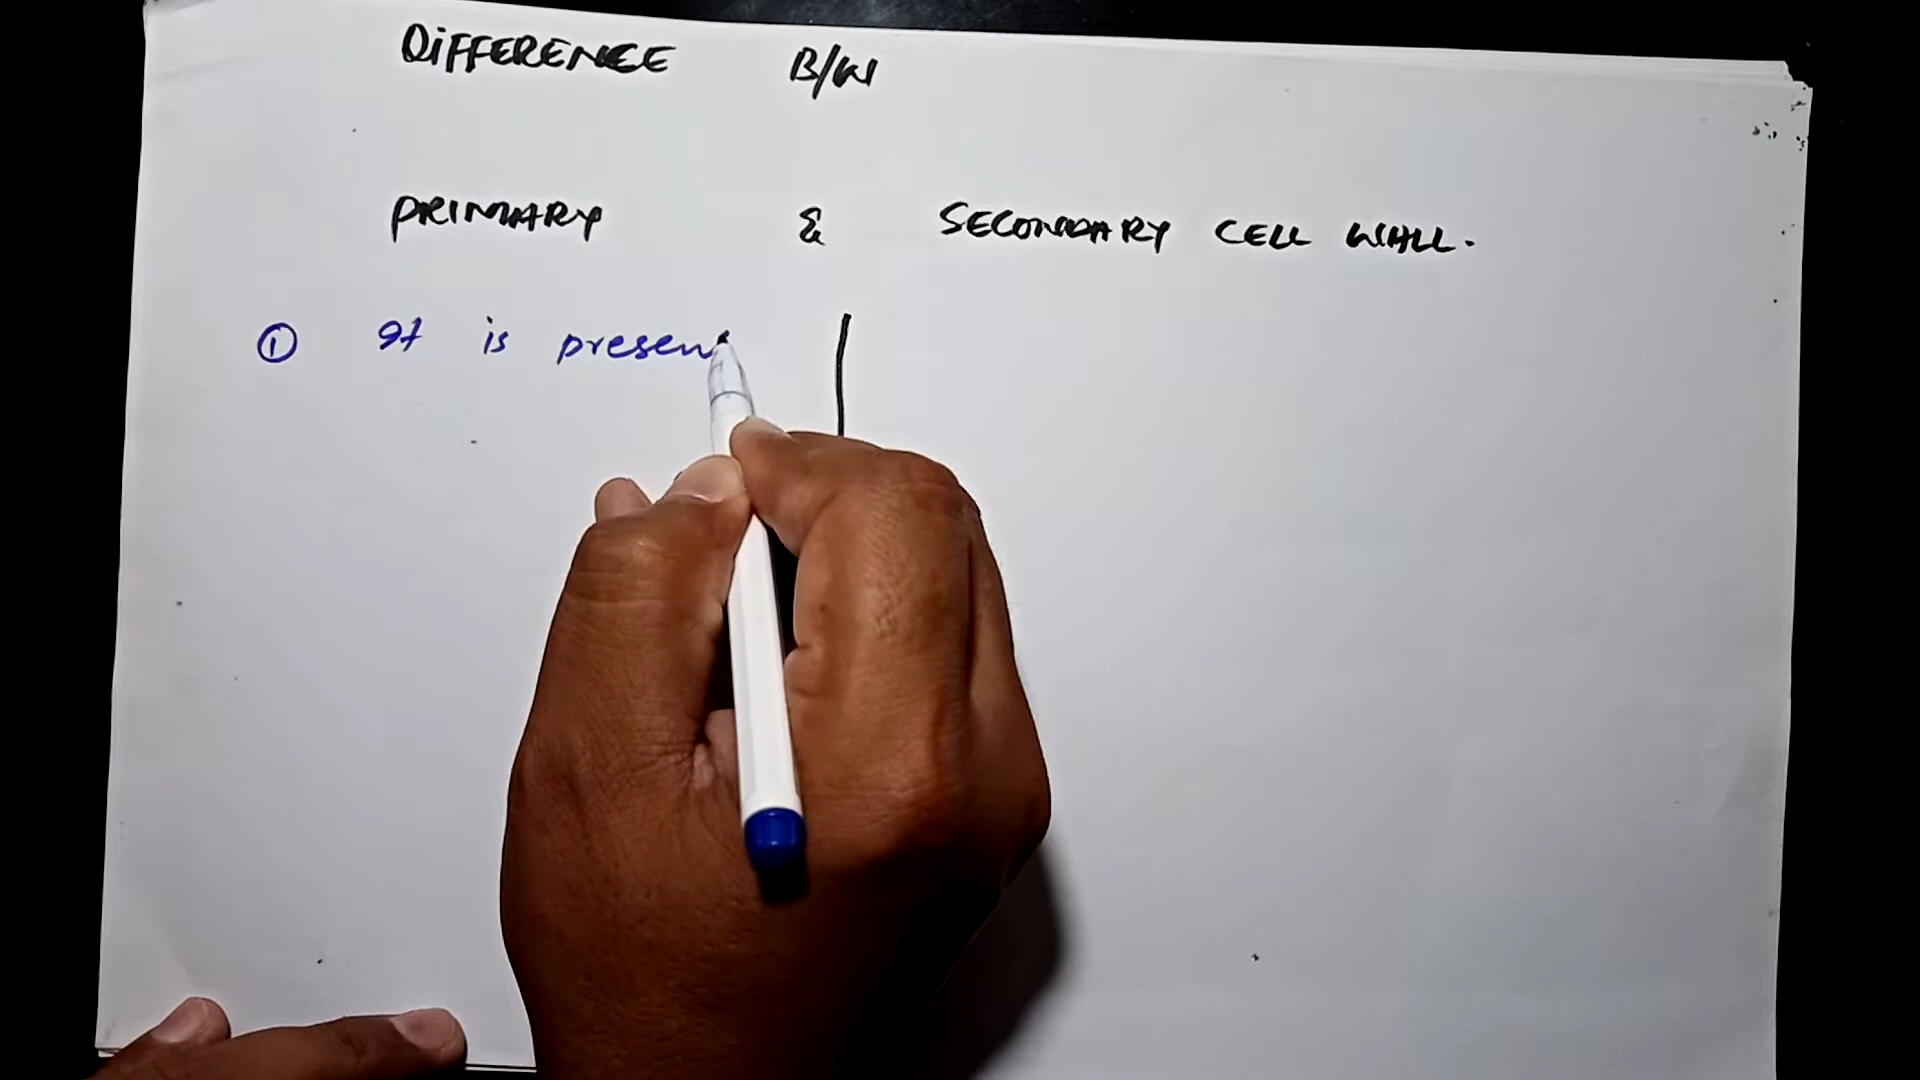 DIFFERENCE B/W
PRIMARY & SECONDARY CELL WALL.
① It is presen